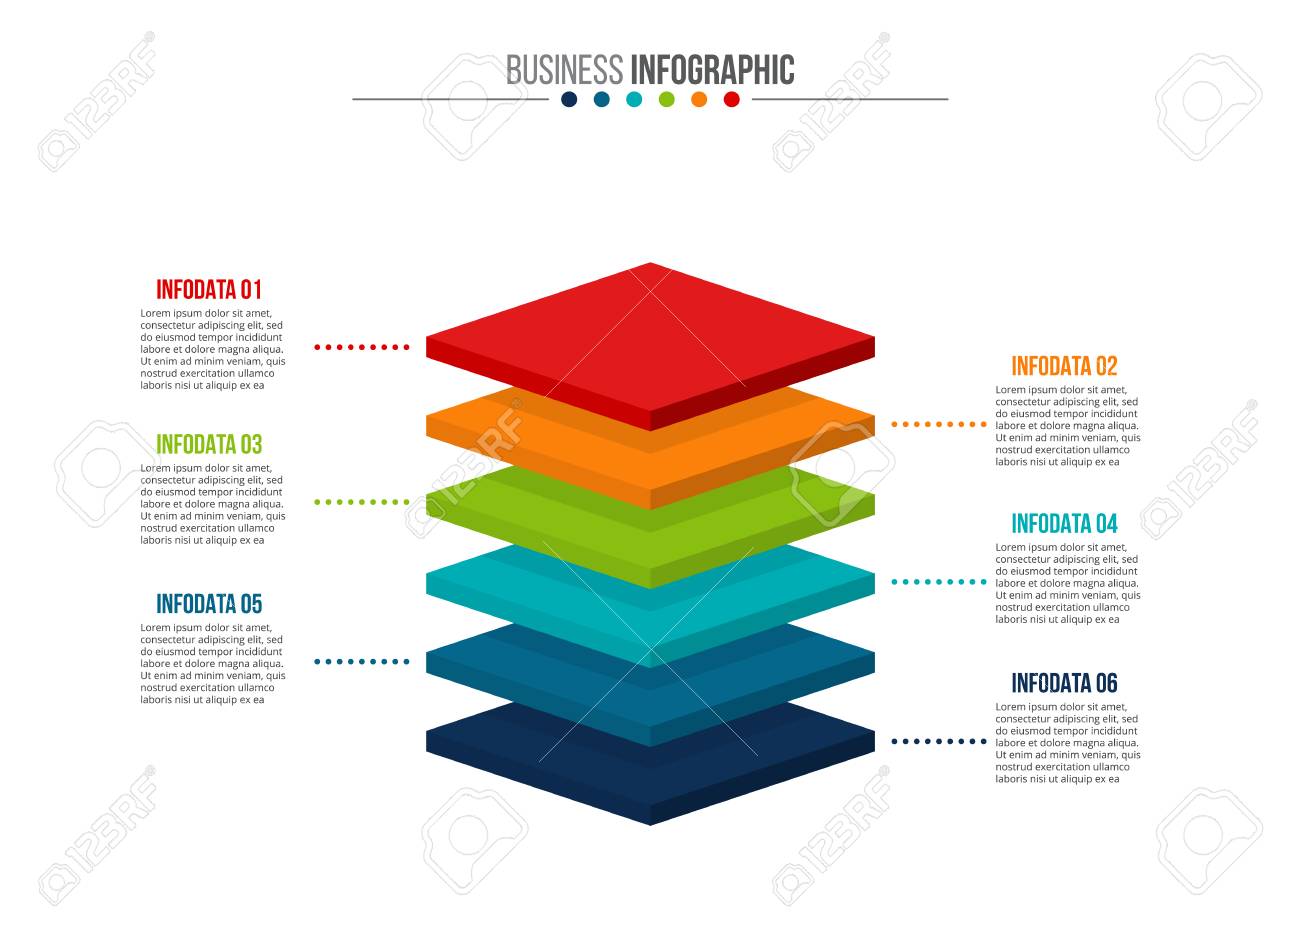 BUSINESS INFOGRAPHIC
INFODATA 01
Lorem ipsum dolor sit amet,
consectetur adipiscing elit, sed
do eiusmod tempor incididunt
labore et dolore magna aliqua.
Ut enim ad minim veniam, quis
nostrud exercitation ullamco
laboris nisi ut aliquip ex ea
INFODATA 02
Lorem ipsum dolor sit amet,
consectetur adipiscing elit, sed
do eiusmod tempor incididunt
labore et dolore magna aliqua.
Ut enim ad minim veniam, quis
nostrud exercitation ullamco
laboris nisi ut aliquip ex ea
INFODATA 03
Lorem ipsum dolor sit amet,
consectetur adipiscing elit, sed
do eiusmod tempor incididunt
labore et dolore magna aliqua.
Ut enim ad minim veniam, quis
nostrud exercitation ullamco
laboris nisi ut aliquip ex ea
INFODATA 04
Lorem ipsum dolor sit amet,
consectetur adipiscing elit, sed
do eiusmod tempor incididunt
labore et dolore magna aliqua.
Ut enim ad minim veniam, quis
nostrud exercitation ullamco
laboris nisi ut aliquip ex ea
INFODATA 05
Lorem ipsum dolor sit amet,
consectetur adipiscing elit, sed
do eiusmod tempor incididunt
labore et dolore magna aliqua.
Ut enim ad minim veniam, quis
nostrud exercitation ullamco
laboris nisi ut aliquip ex ea
INFODATA 06
Lorem ipsum dolor sit amet,
consectetur adipiscing elit, sed
do eiusmod tempor incididunt
labore et dolore magna aliqua.
Ut enim ad minim veniam, quis
nostrud exercitation ullamco
laboris nisi ut aliquip ex ea
123RF
123RF
123RF
123RF
123RF
123RF
123RF